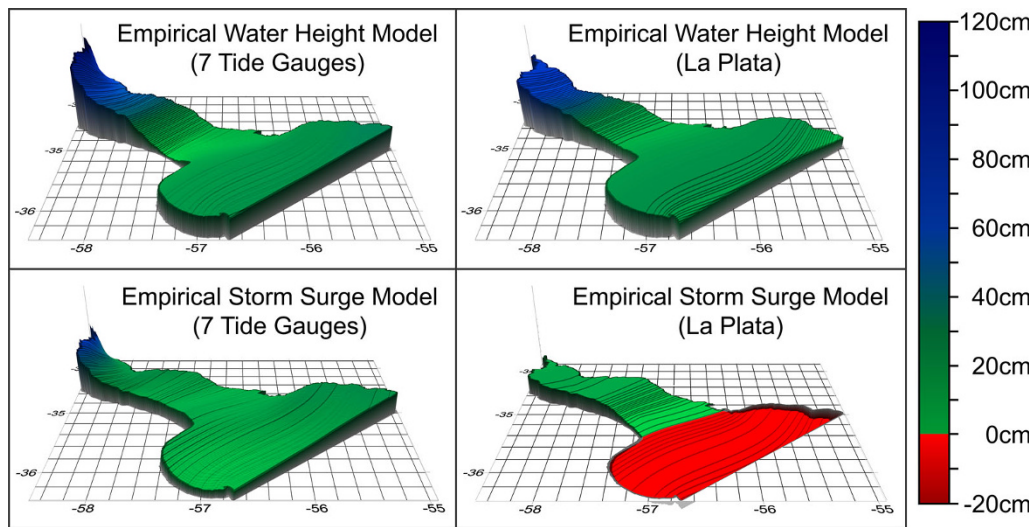 Empirical Water Height Model
(7 Tide Gauges)
-35
-36
-58
-57
-56
-55
Empirical Water Height Model
(La Plata)
-35
-36
-58
-57
-56
-55
Empirical Storm Surge Model
(7 Tide Gauges)
-35
-36
-58
-57
-56
-55
Empirical Storm Surge Model
(La Plata)
-35
-36
-58
-57
-56
-55
120cm
100cm
80cm
60cm
40cm
20cm
0cm
-20cm